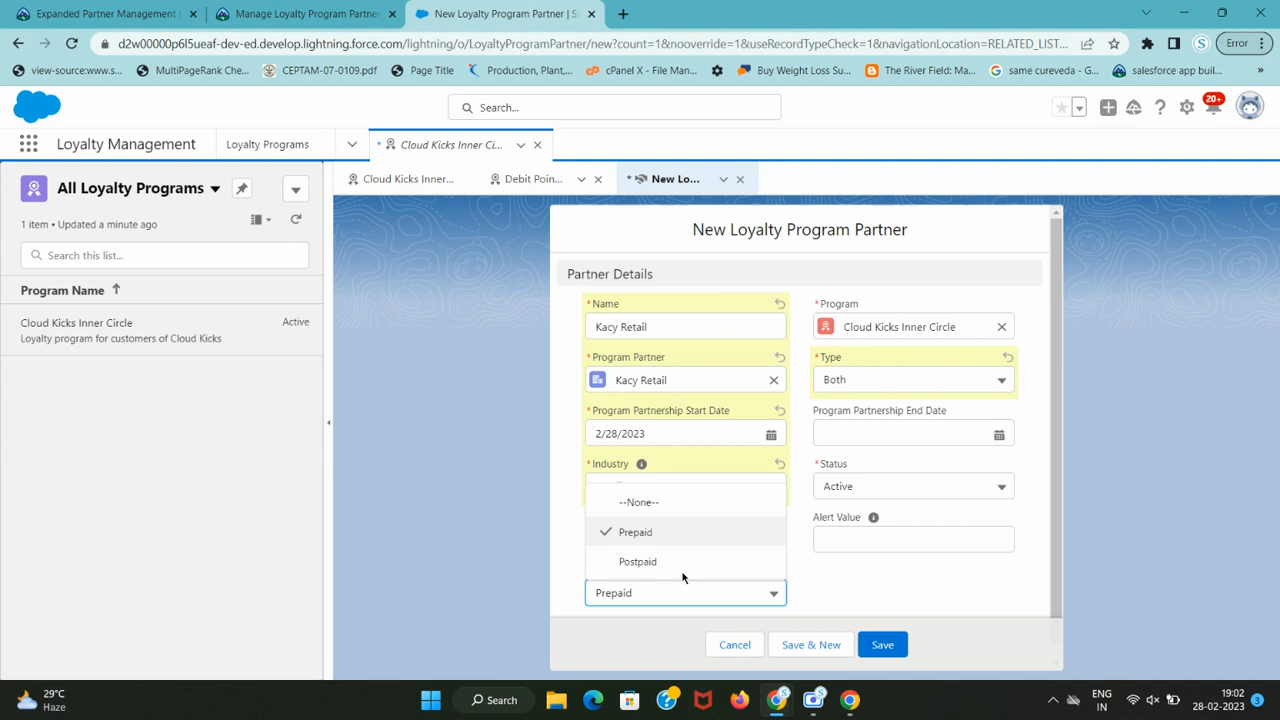 Expanded Partner Management |
Manage Loyalty Program Partner
New Loyalty Program Partner | Sa
d2w00000p6l5ueaf-dev-ed.develop.lightning.force.com/lightning/o/LoyaltyProgramPartner/new?count=1&nooverride=1&useRecordTypeCheck=1&navigationLocation=RELATED_LIST...
Error
view-source:www.s...
MultiPageRank Che...
CEPTAM-07-0109.pdf
Page Title
Production, Plant,...
cPanel X - File Man...
Buy Weight Loss Su...
The River Field: Ma...
same cureveda - G...
salesforce app buil...
Search...
20+
Loyalty Management
Loyalty Programs
* Cloud Kicks Inner Ci...
All Loyalty Programs
1 item • Updated a minute ago
Search this list...
Program Name
Cloud Kicks Inner Circle
Active
Loyalty program for customers of Cloud Kicks
Cloud Kicks Inner...
Debit Poin...
* New Lo...
New Loyalty Program Partner
Partner Details
* Name
Kacy Retail
* Program
Cloud Kicks Inner Circle
* Program Partner
Kacy Retail
* Type
Both
* Program Partnership Start Date
2/28/2023
Program Partnership End Date
* Industry
* Status
Active
--None--
Prepaid
Postpaid
Alert Value
Prepaid
Cancel
Save & New
Save
29°C
Haze
Search
ENG
IN
19:02
28-02-2023
3